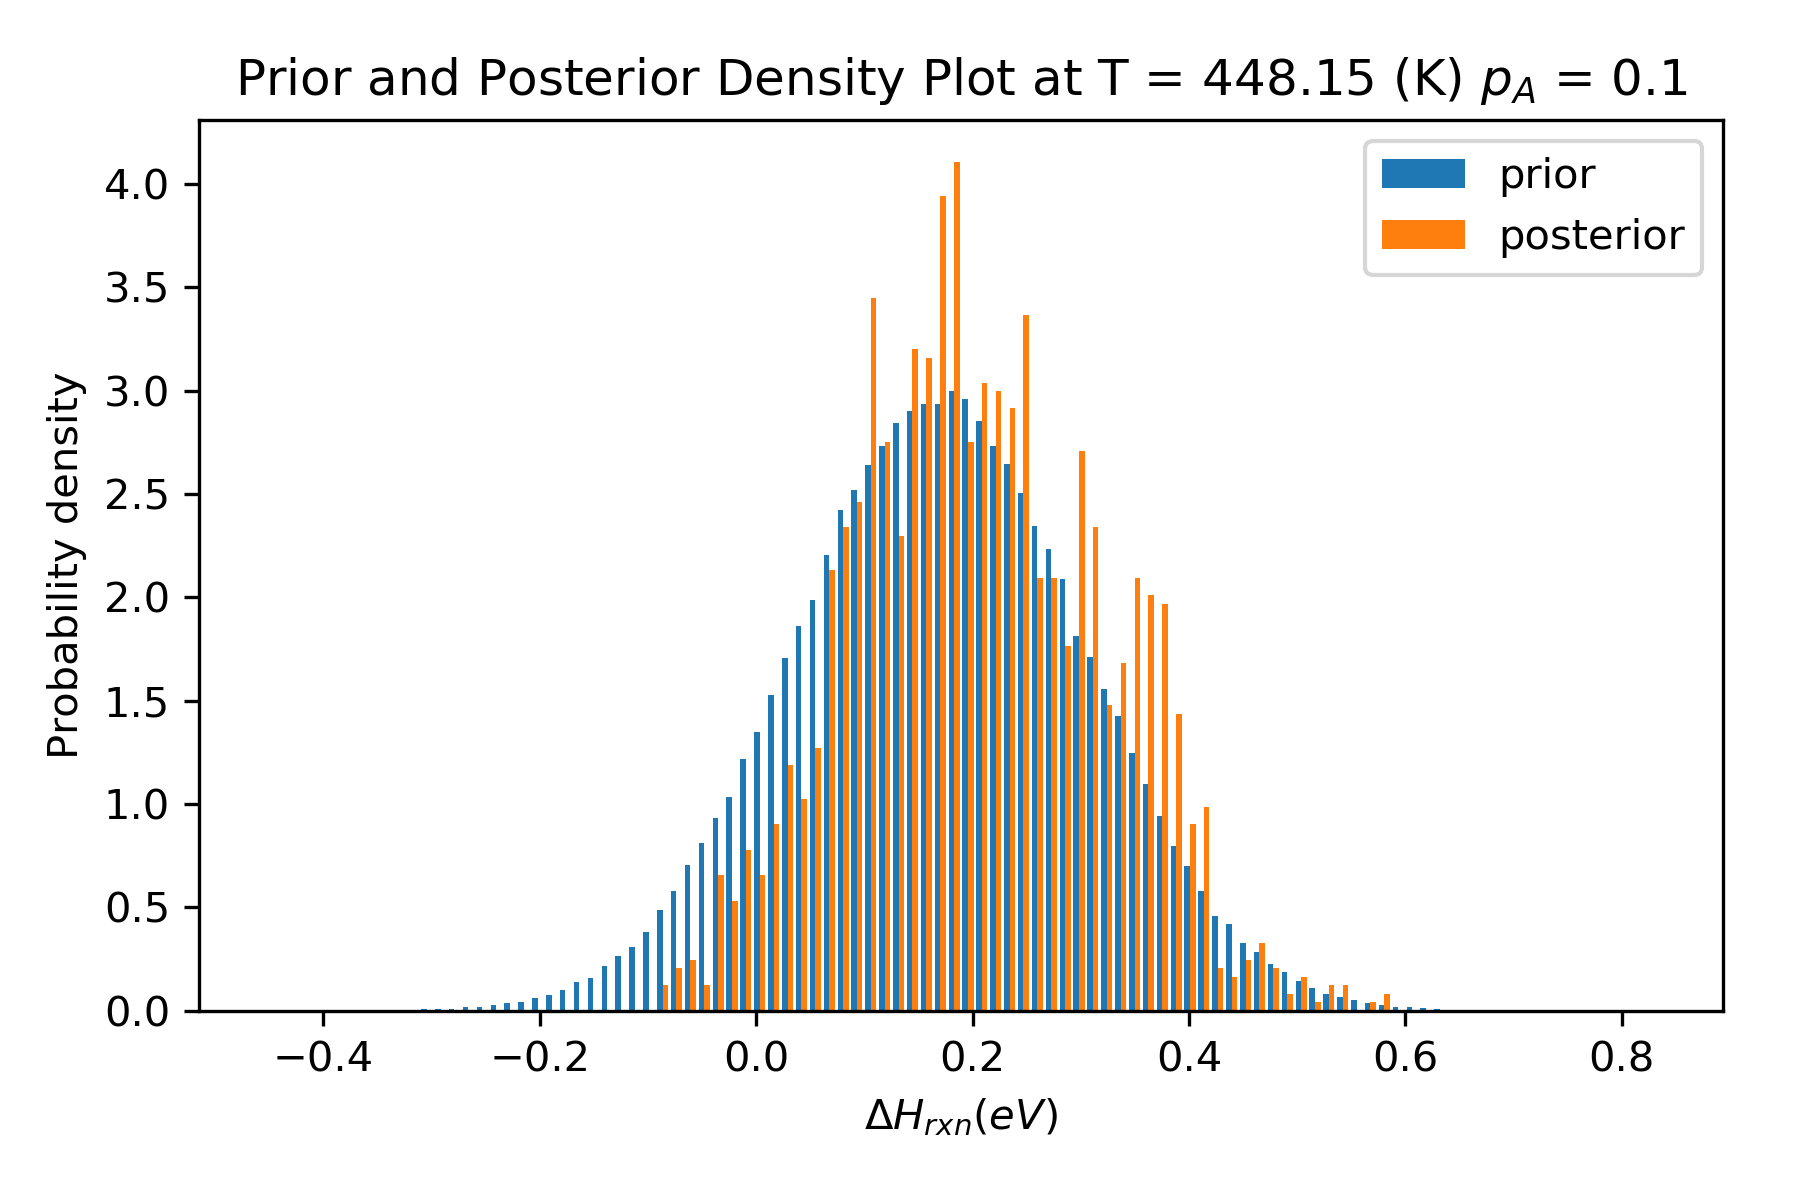 Prior and Posterior Density Plot at T = 448.15 (K) p_A = 0.1
prior
posterior
4.0
3.5
3.0
2.5
2.0
1.5
1.0
0.5
0.0
Probability density
−0.4 −0.2 0.0 0.2 0.4 0.6 0.8
ΔH_rxn(eV)